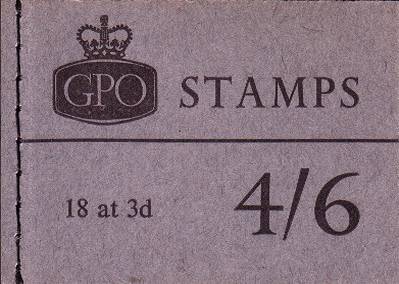 GPO STAMPS
18 at 3d 4/6